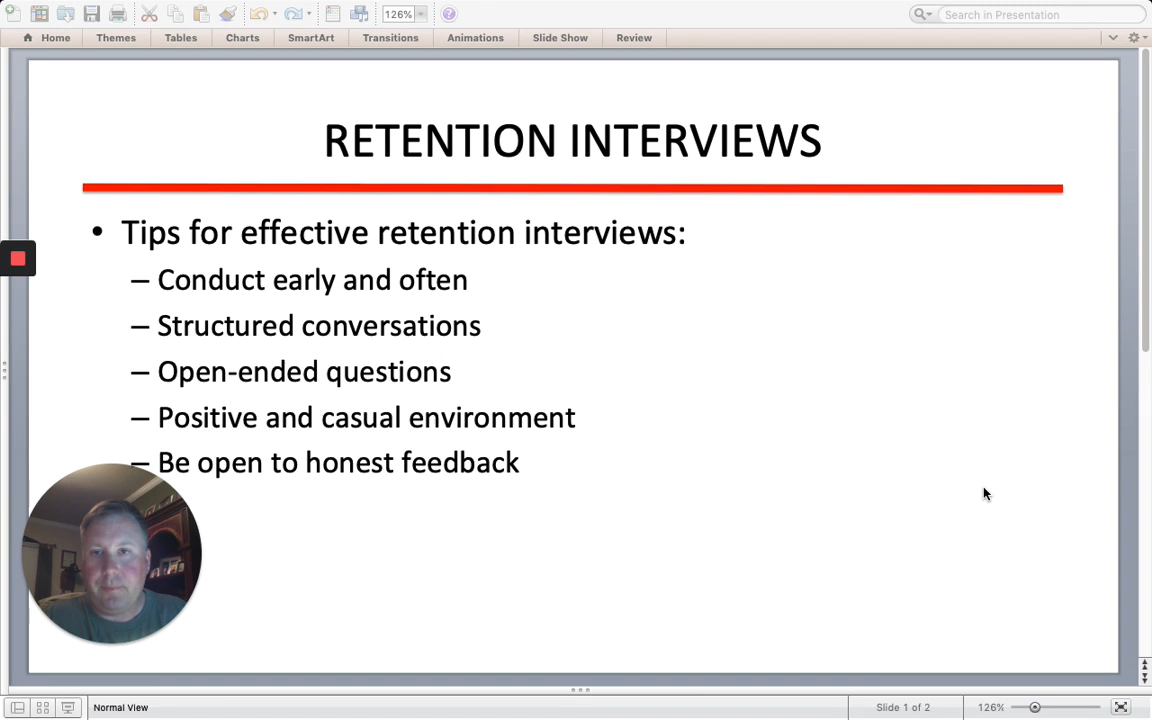 126%
Search in Presentation
Home Themes Tables Charts SmartArt Transitions Animations Slide Show Review
RETENTION INTERVIEWS
• Tips for effective retention interviews:
– Conduct early and often
– Structured conversations
– Open-ended questions
– Positive and casual environment
– Be open to honest feedback
Normal View Slide 1 of 2 126%